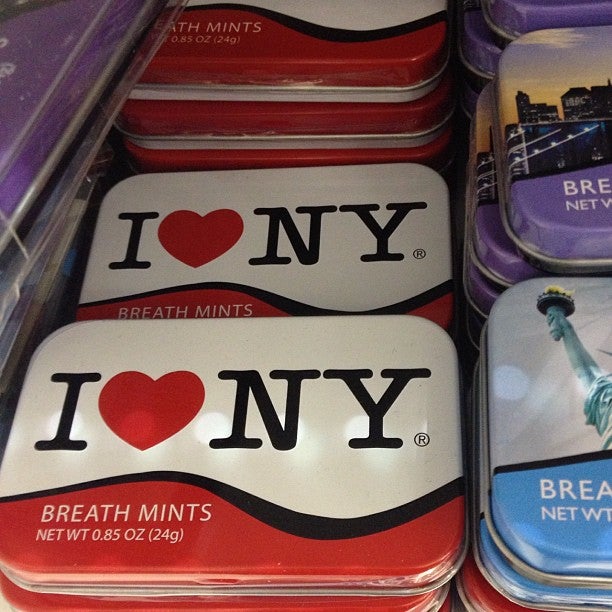 ATH MINTS
0.85 OZ (24g)
I ❤ NY®
BREATH MINTS
I ❤ NY®
BREATH MINTS
NET WT 0.85 OZ (24g)
BRE
NET W
BREA
NET WT